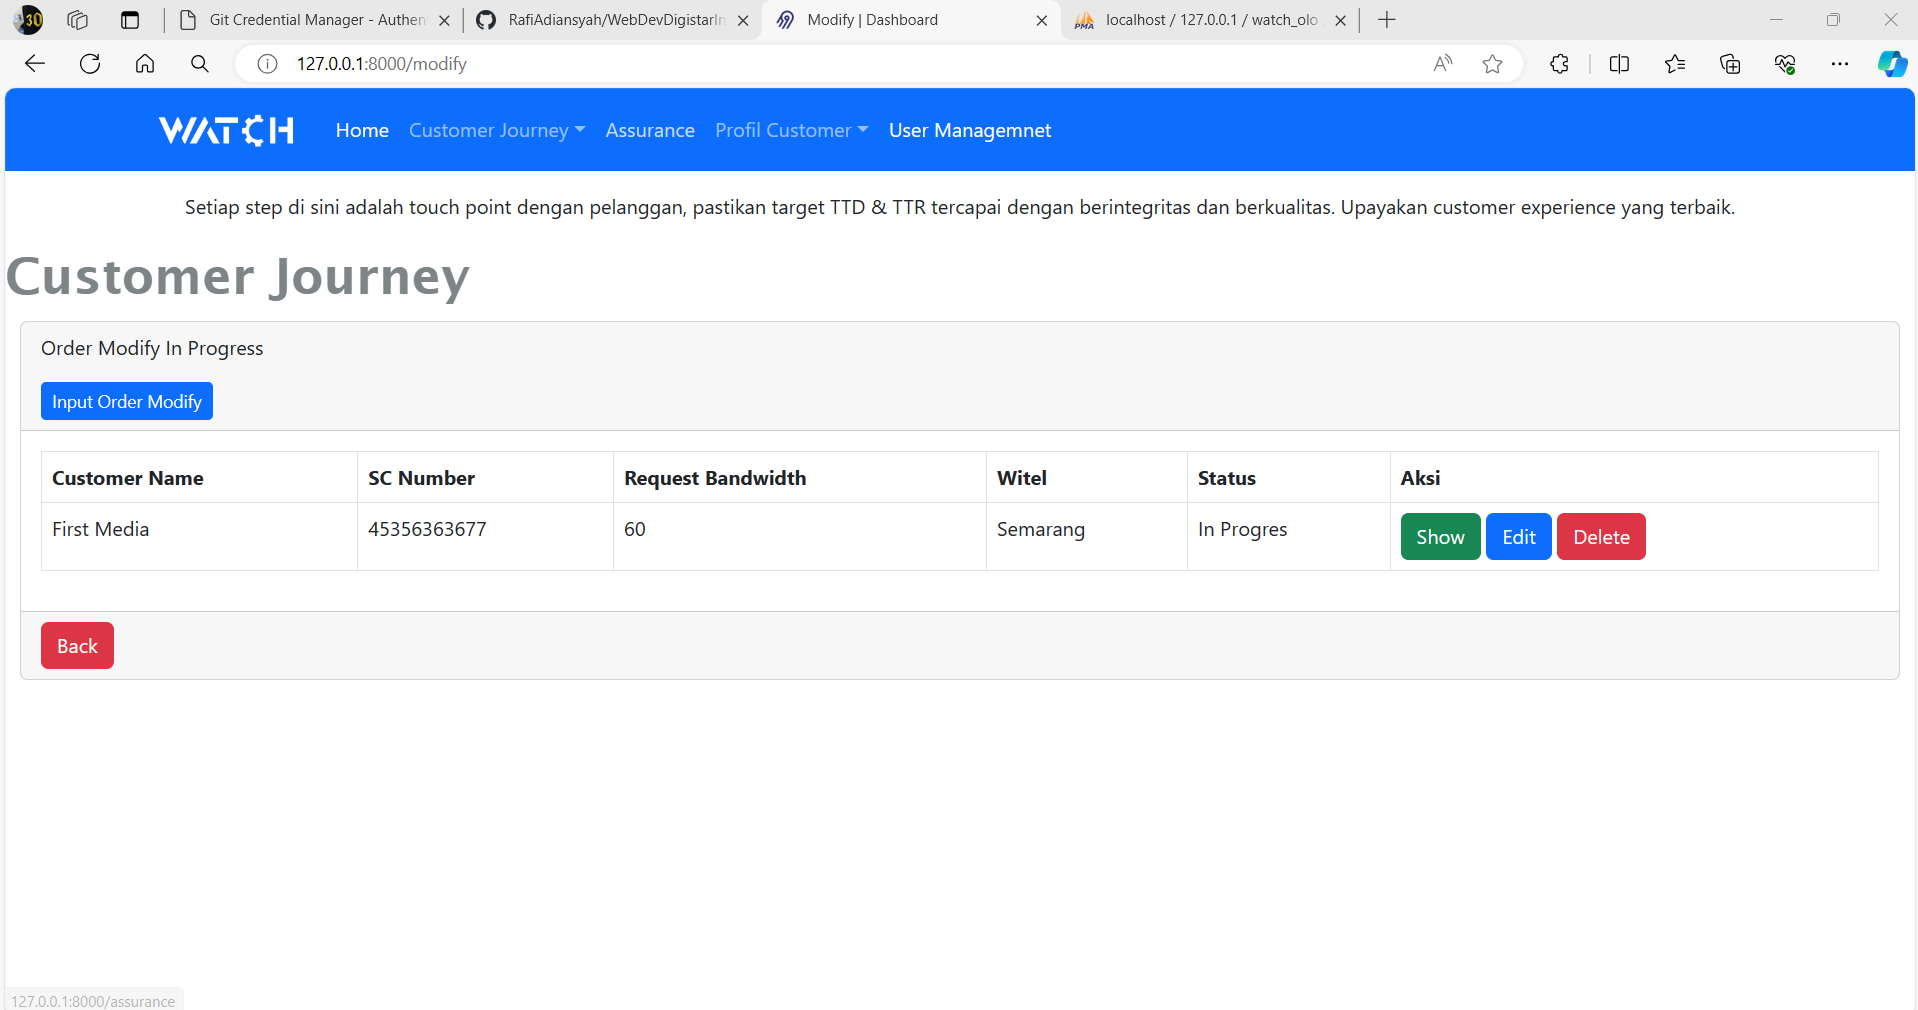 30
Git Credential Manager - Authen
RafiAdiansyah/WebDevDigistarIn
Modify | Dashboard
PMA localhost / 127.0.0.1 / watch_olo
127.0.0.1:8000/modify
WATCH Home Customer Journey Assurance Profil Customer User Managemnet
Setiap step di sini adalah touch point dengan pelanggan, pastikan target TTD & TTR tercapai dengan berintegritas dan berkualitas. Upayakan customer experience yang terbaik.
Customer Journey
Order Modify In Progress
Input Order Modify
Customer Name SC Number Request Bandwidth Witel Status Aksi
First Media 45356363677 60 Semarang In Progres Show Edit Delete
Back
127.0.0.1:8000/assurance